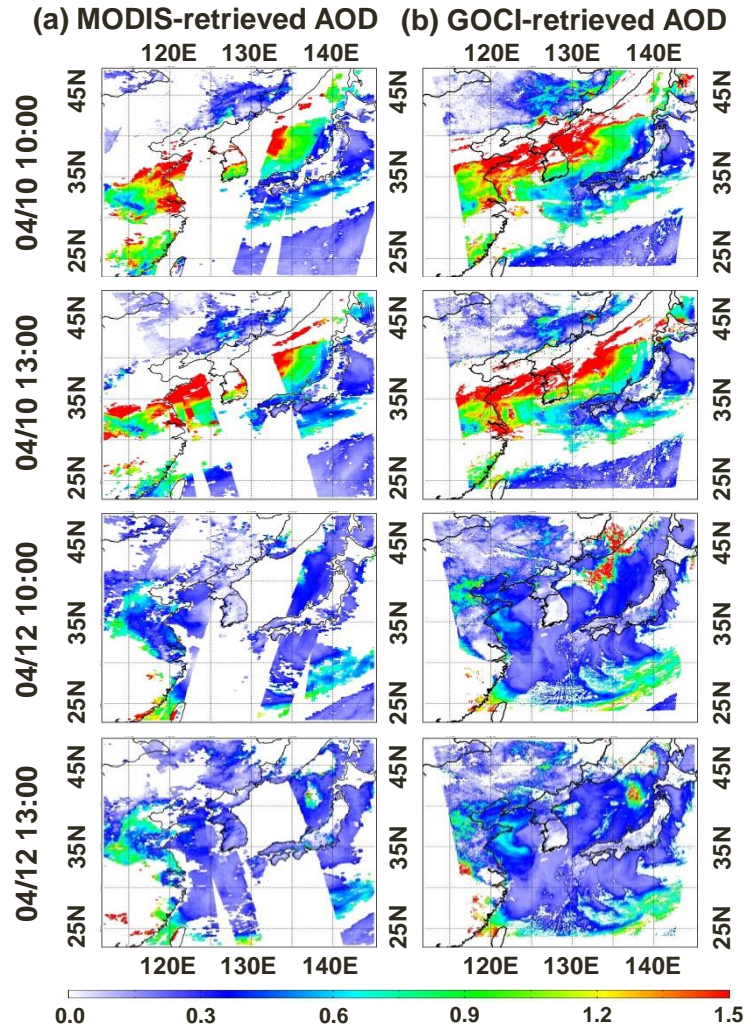 (a) MODIS-retrieved AOD (b) GOCI-retrieved AOD
120E 130E 140E 120E 130E 140E
04/10 10:00 45N 35N 25N 45N 35N 25N
04/10 13:00 45N 35N 25N 45N 35N 25N
04/12 10:00 45N 35N 25N 45N 35N 25N
04/12 13:00 45N 35N 25N 45N 35N 25N
120E 130E 140E 120E 130E 140E
0.0 0.3 0.6 0.9 1.2 1.5